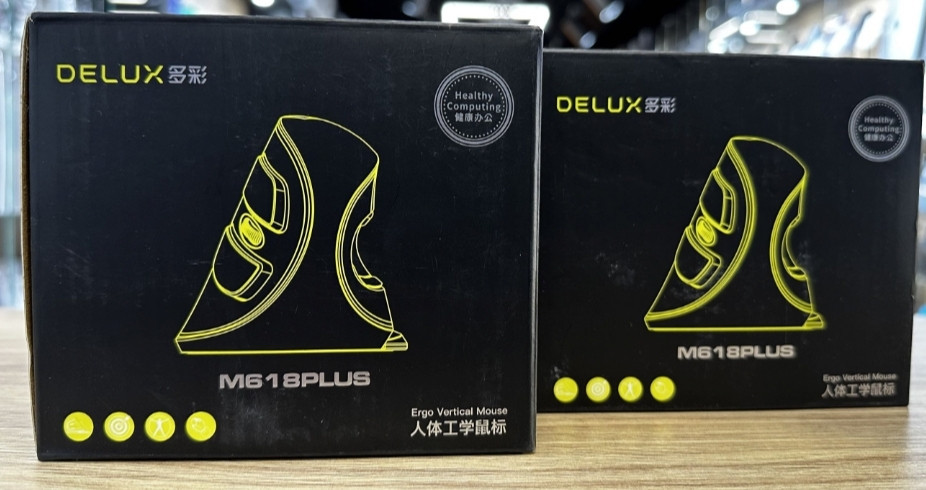 DELUX多彩
Healthy
Computing
健康办公
M618PLUS
Ergo Vertical Mouse
人体工学鼠标
DELUX多彩
Healthy
Computing
健康办公
M618PLUS
Ergo Vertical Mouse
人体工学鼠标